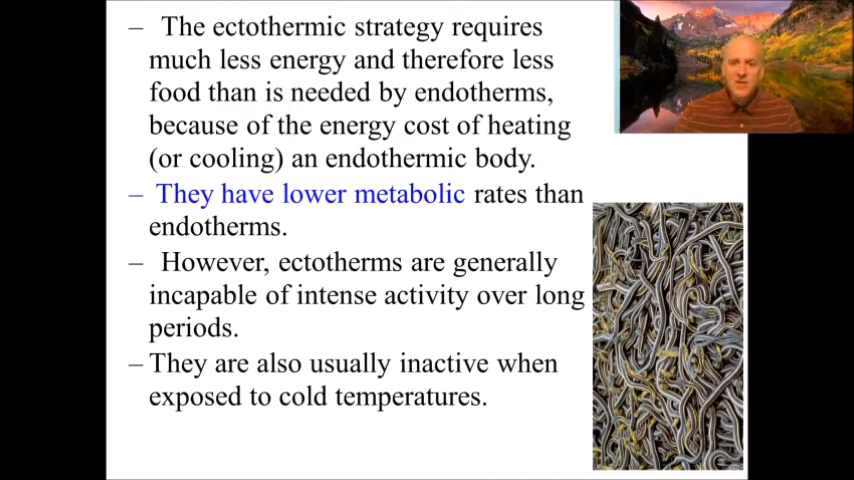 – The ectothermic strategy requires
much less energy and therefore less
food than is needed by endotherms,
because of the energy cost of heating
(or cooling) an endothermic body.
– They have lower metabolic rates than
endotherms.
– However, ectotherms are generally
incapable of intense activity over long
periods.
– They are also usually inactive when
exposed to cold temperatures.